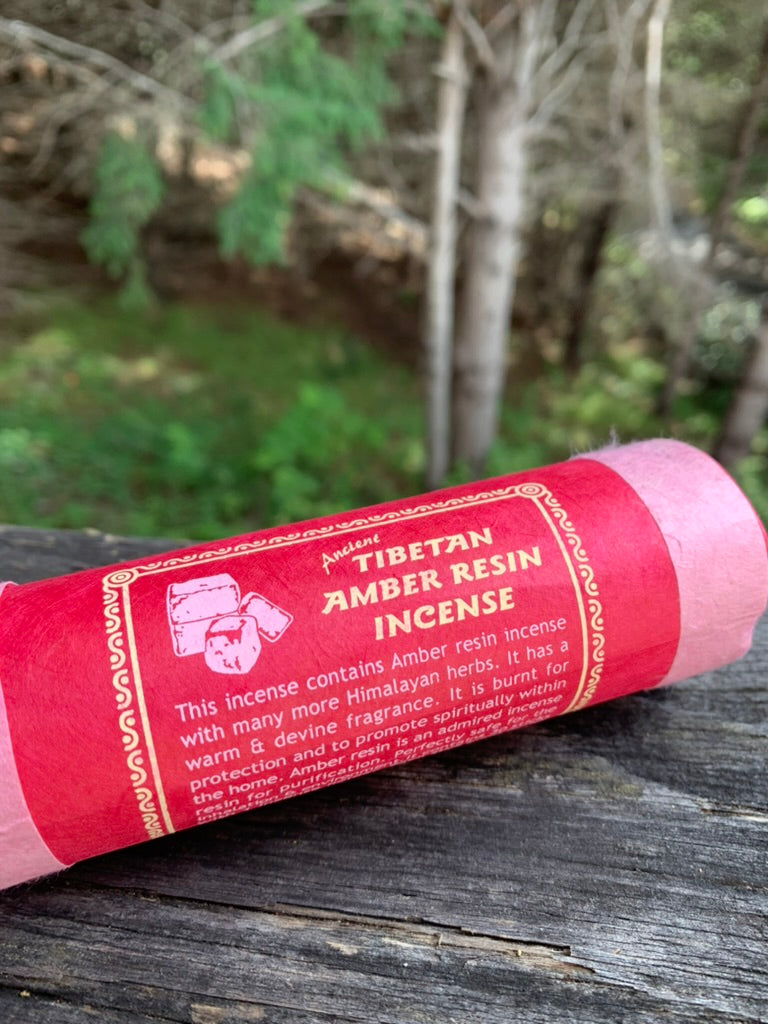 Ancient
TIBETAN
AMBER RESIN
INCENSE
This incense contains Amber resin incense
with many more Himalayan herbs. It has a
warm & devine fragrance. It is burnt for
protection and to promote spiritually within
the home. Amber resin is an admired incense
resin for purification. Perfectly safe for the
inhalation &